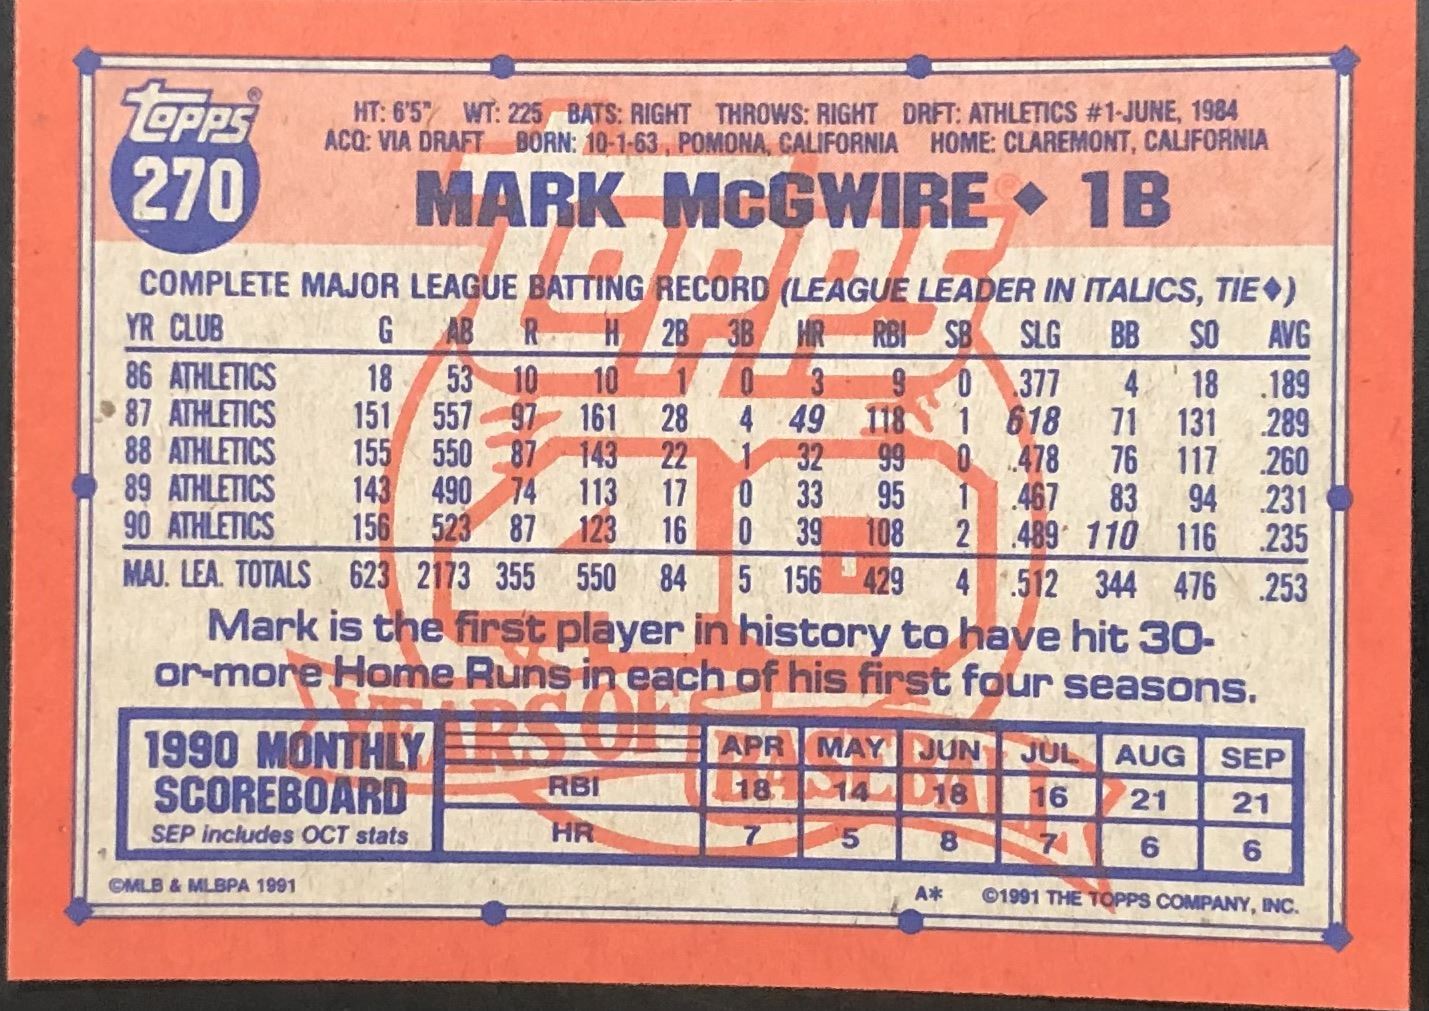 TOPPS®
270
HT: 6'5" WT: 225 BATS: RIGHT THROWS: RIGHT DRFT: ATHLETICS #1-JUNE, 1984
ACQ: VIA DRAFT BORN: 10-1-63, POMONA, CALIFORNIA HOME: CLAREMONT, CALIFORNIA
MARK McGWIRE ◆ 1B
COMPLETE MAJOR LEAGUE BATTING RECORD (LEAGUE LEADER IN ITALICS, TIE◆)
YR CLUB G AB R H 2B 3B HR RBI SB SLG BB SO AVG
86 ATHLETICS 18 53 10 10 1 0 3 9 0 .377 4 18 .189
87 ATHLETICS 151 557 97 161 28 4 49 118 1 618 71 131 .289
88 ATHLETICS 155 550 87 143 22 1 32 99 0 .478 76 117 .260
89 ATHLETICS 143 490 74 113 17 0 33 95 1 .467 83 94 .231
90 ATHLETICS 156 523 87 123 16 0 39 108 2 .489 110 116 .235
MAJ. LEA. TOTALS 623 2173 355 550 84 5 156 429 4 .512 344 476 .253
Mark is the first player in history to have hit 30-
or-more Home Runs in each of his first four seasons.
TOPPS
40
YEARS OF BASEBALL
1990 MONTHLY
SCOREBOARD
SEP includes OCT stats
APR MAY JUN JUL AUG SEP
RBI 18 14 18 16 21 21
HR 7 5 8 7 6 6
©MLB & MLBPA 1991
A* ©1991 THE TOPPS COMPANY, INC.